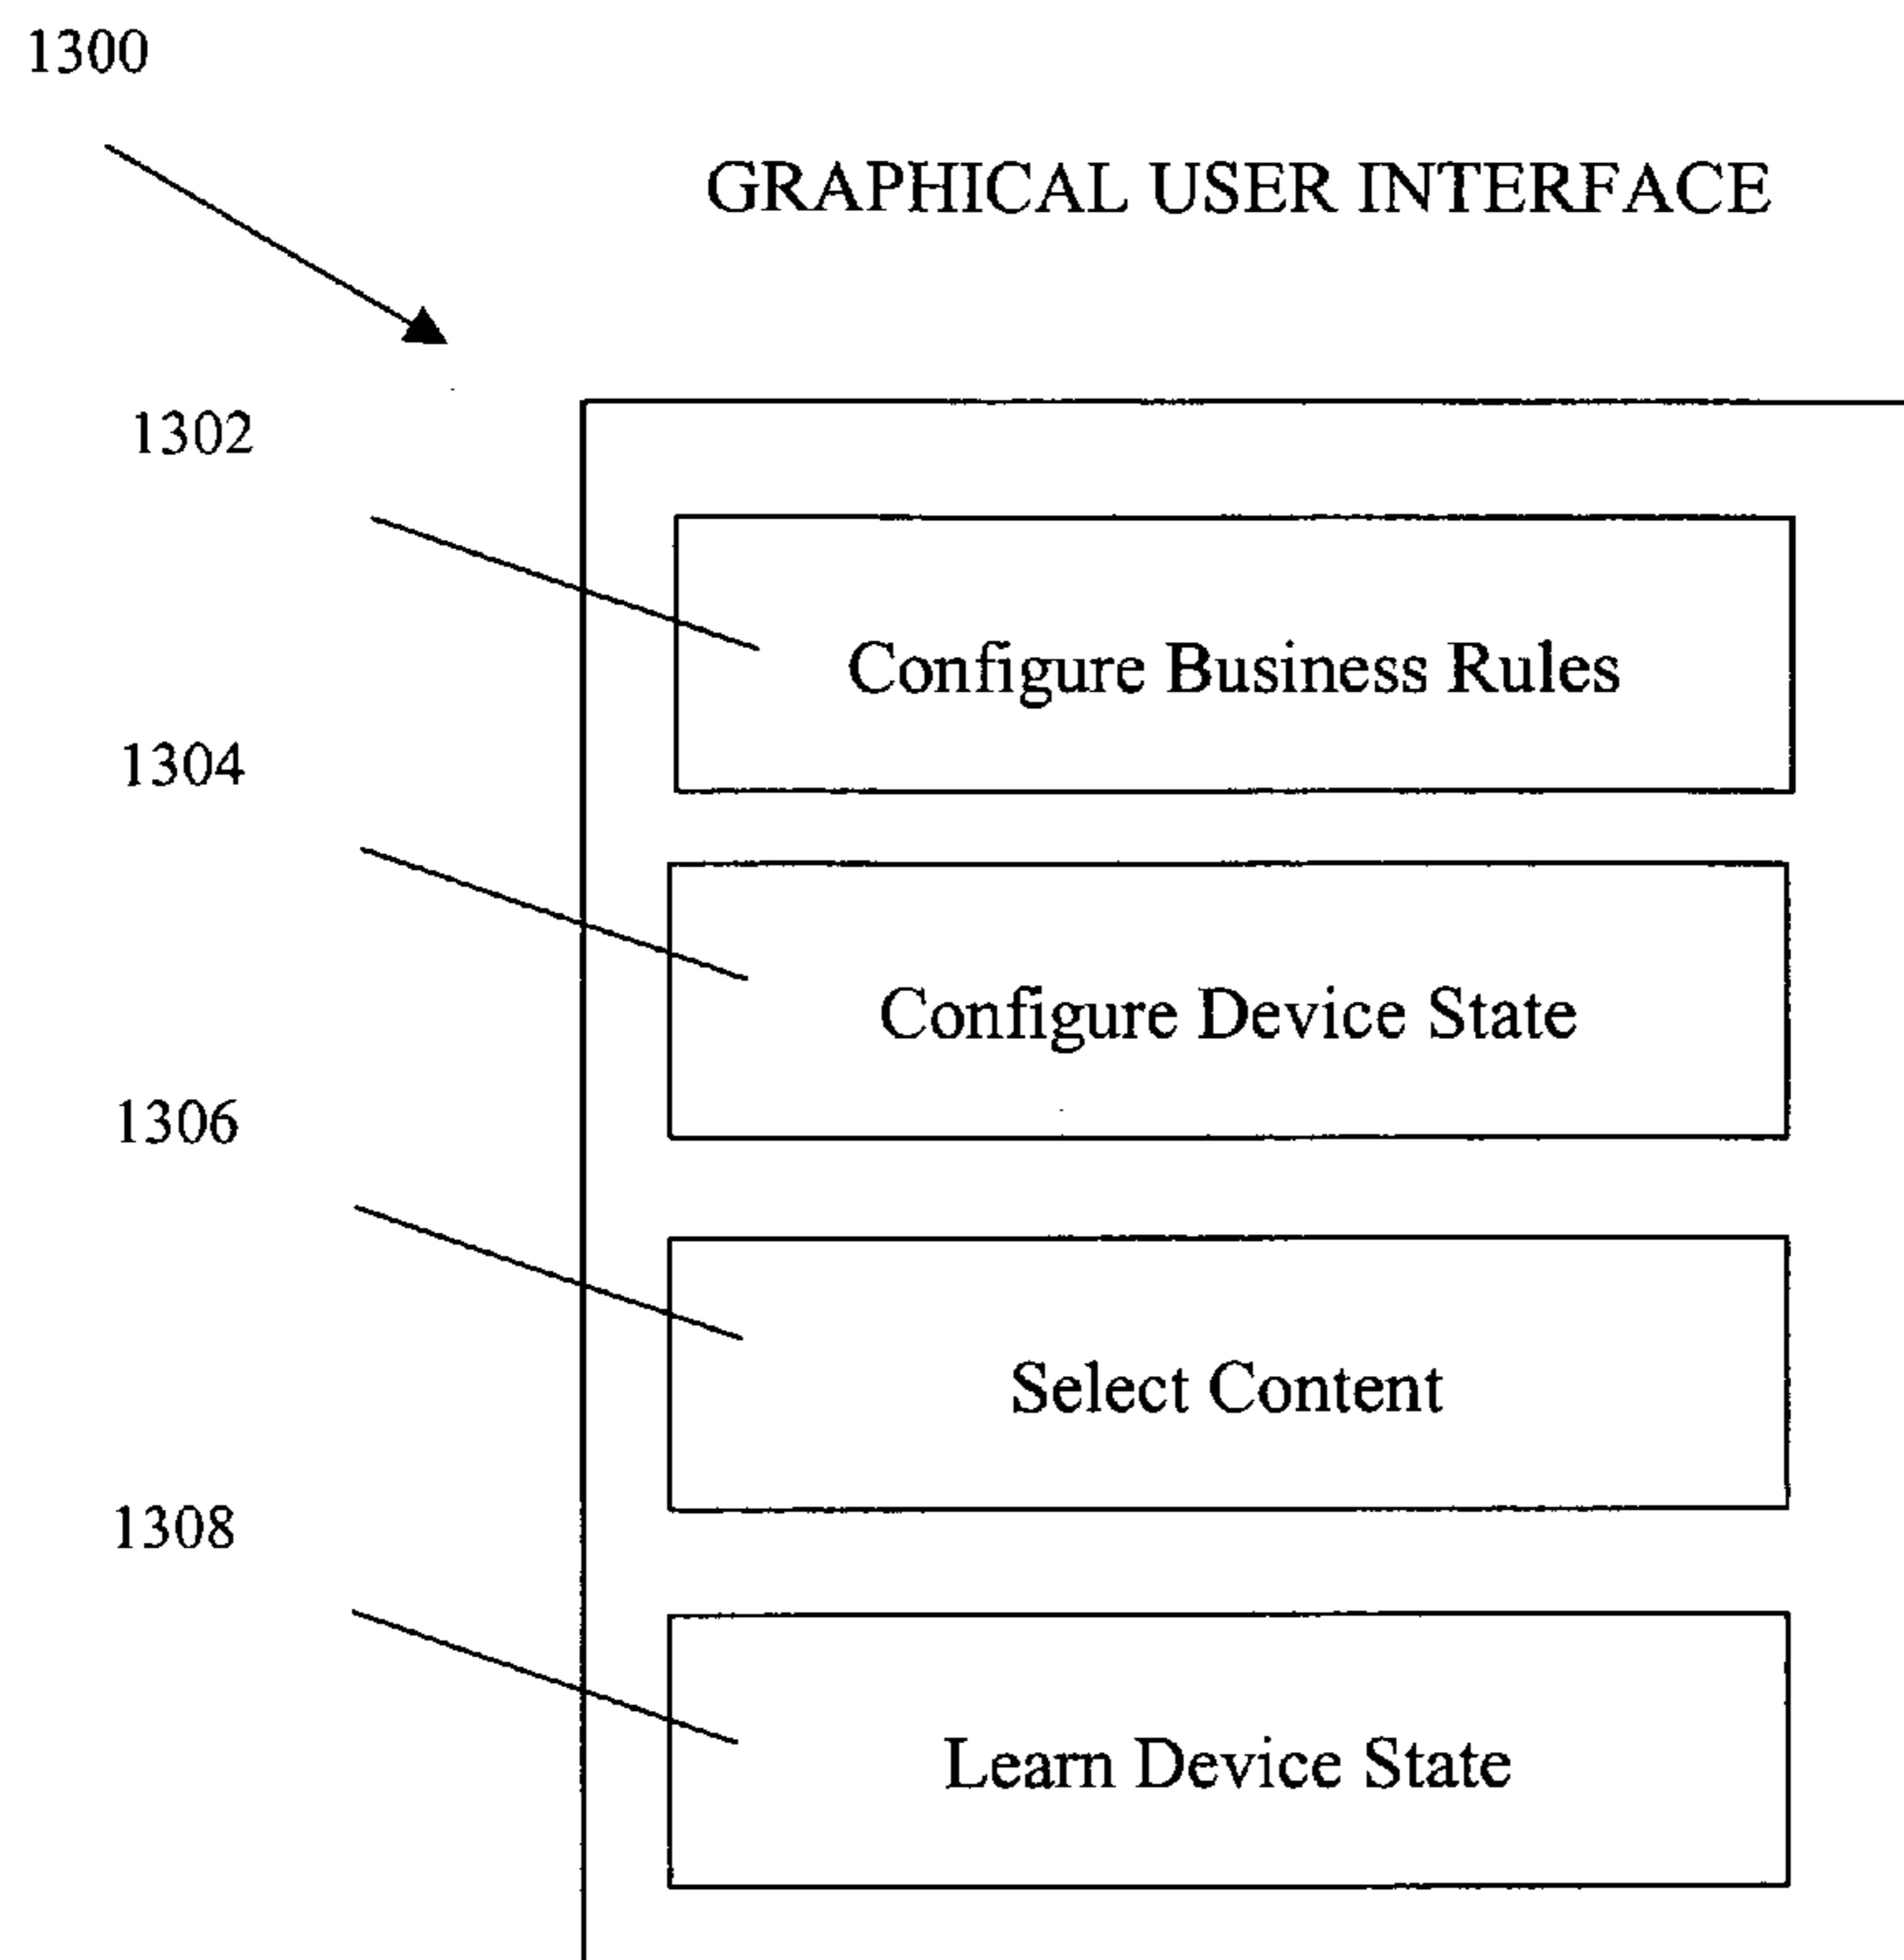 1300
GRAPHICAL USER INTERFACE
1302
Configure Business Rules
1304
Configure Device State
1306
Select Content
1308
Learn Device State